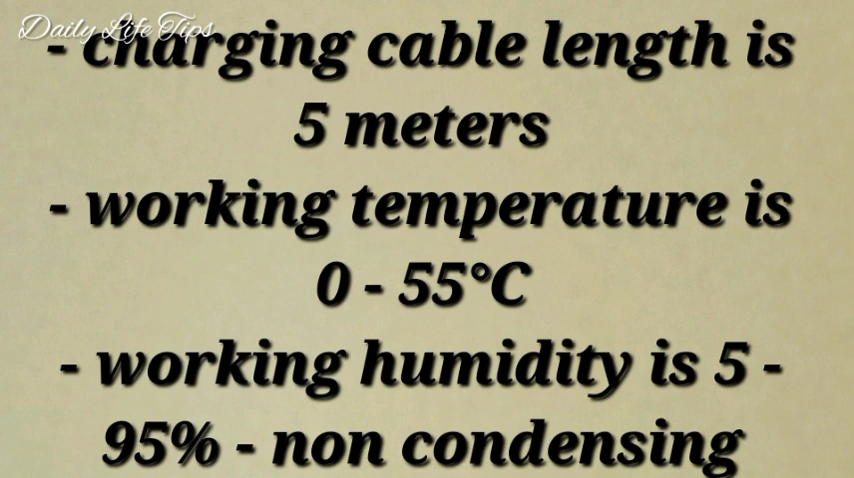 Daily Life Tips
- charging cable length is
5 meters
- working temperature is
0 - 55°C
- working humidity is 5 -
95% - non condensing